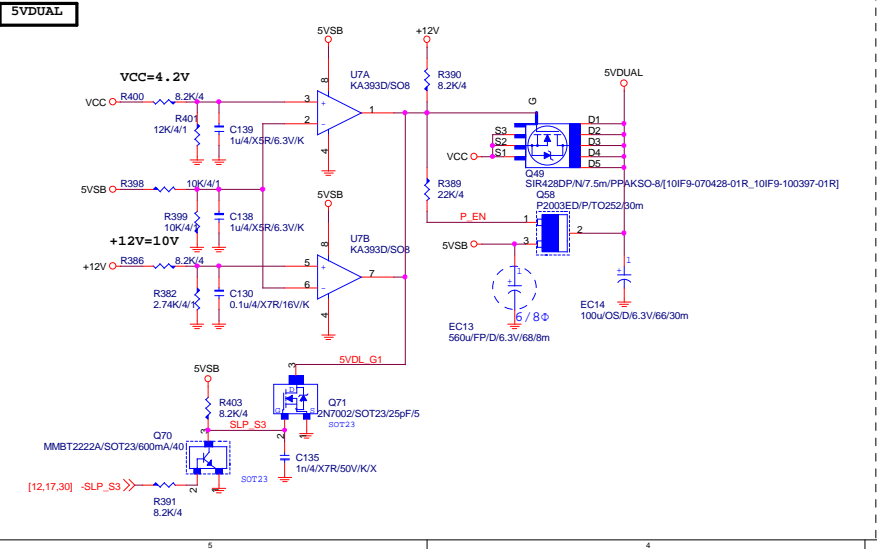 5VDUAL
5VSB
+12V
VCC=4.2V
U7A
KA393D/SO8
R390
8.2K/4
5VDUAL
VCC
R400
8.2K/4
R401
12K/4/1
C139
1u/4/X5R/6.3V/K
8
3
2
1
4
+
-
G
S3
S2
S1
D1
D2
D3
D4
D5
VCC
Q49
SIR428DP/N/7.5m/PPAKSO-8/[10IF9-070428-01R_10IF9-100397-01R]
5VSB
R398
10K/4/1
R399
10K/4/1
C138
1u/4/X5R/6.3V/K
5VSB
R389
22K/4
Q58
P2003ED/P/TO252/30m
P_EN
1
3
2
5VSB
+12V=10V
U7B
KA393D/SO8
+12V
R386
8.2K/4
R382
2.74K/4/1
C130
0.1u/4/X7R/16V/K
8
5
6
7
4
+
-
1
+
6/8Φ
EC13
560u/FP/D/6.3V/68/8m
1
+
EC14
100u/OS/D/6.3V/66/30m
5VDL_G1
5VSB
R403
8.2K/4
3
D
G
S
Q71
2N7002/SOT23/25pF/5
SOT23
SLP_S3
2
1
Q70
MMBT2222A/SOT23/600mA/40
3
SOT23
C135
1n/4/X7R/50V/K/X
[12,17,30]
-SLP_S3
2
1
R391
8.2K/4
5
4